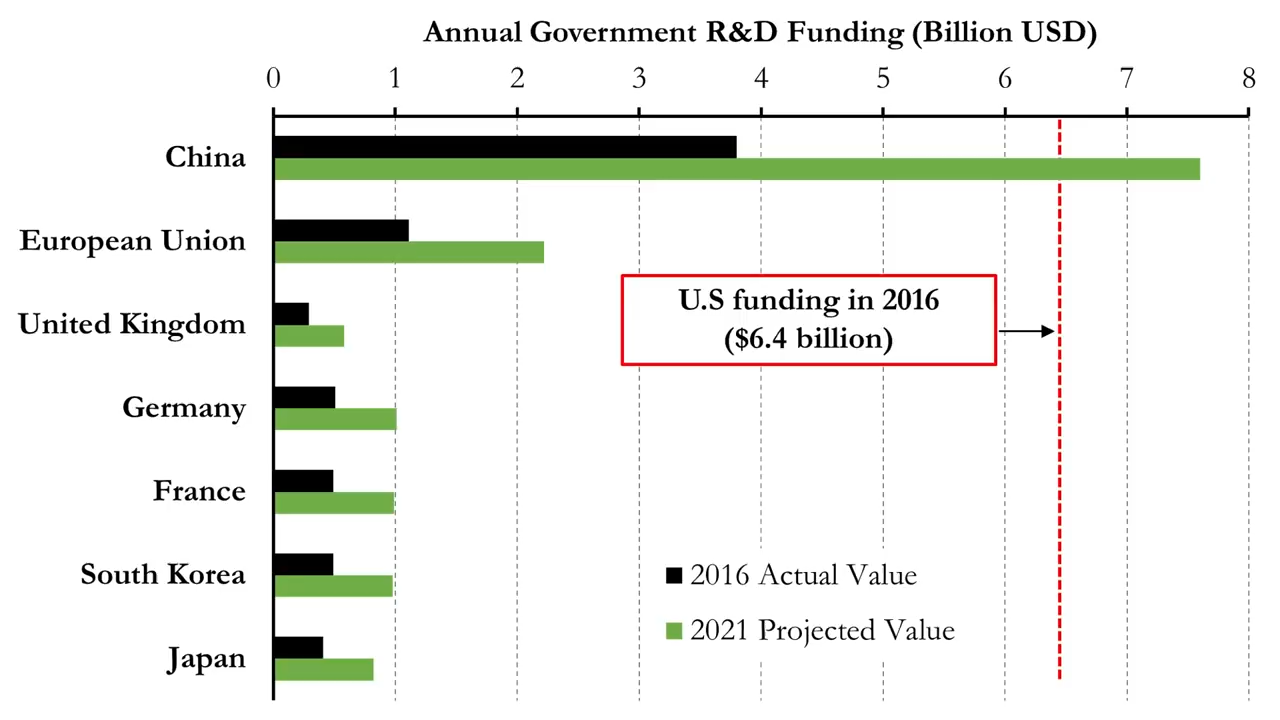 Annual Government R&D Funding (Billion USD)
0 1 2 3 4 5 6 7 8
China
European Union
U.S funding in 2016
($6.4 billion)
United Kingdom
Germany
France
South Korea
2016 Actual Value
2021 Projected Value
Japan